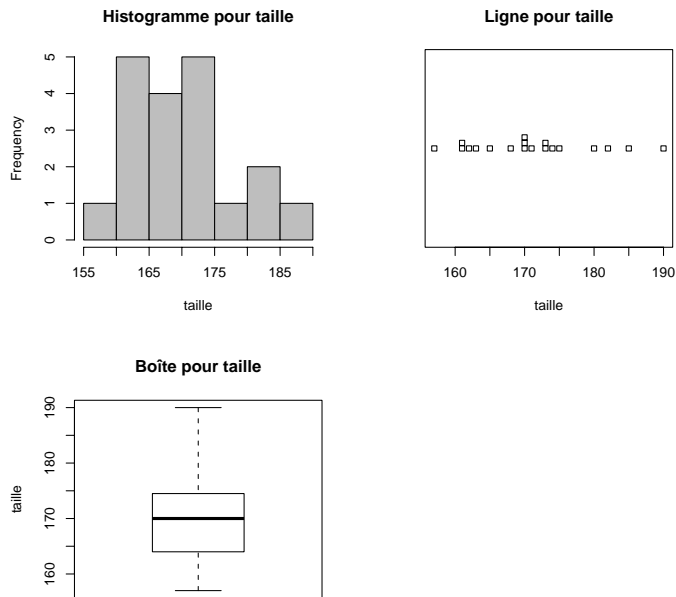 Histogramme pour taille
Frequency
0 1 2 3 4 5
155 165 175 185
taille
Ligne pour taille
160 170 180 190
taille
Boîte pour taille
taille
160 170 180 190